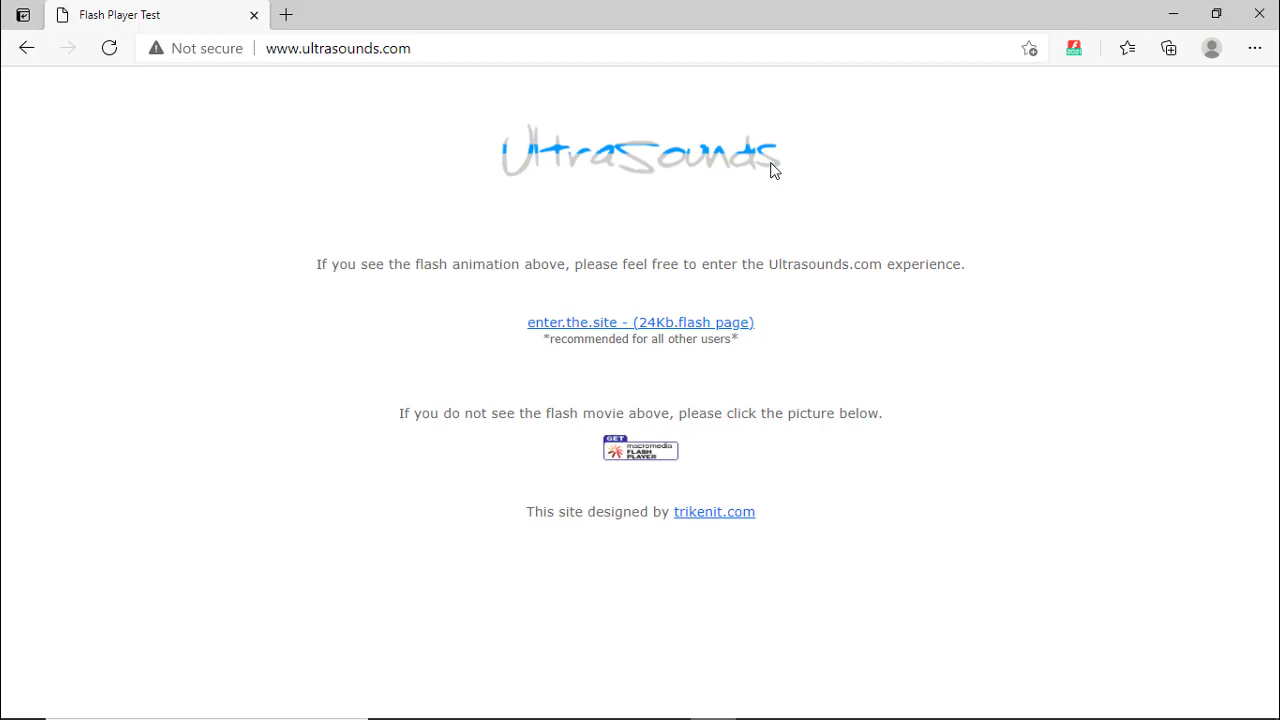 Flash Player Test
Not secure
www.ultrasounds.com
UltraSounds
If you see the flash animation above, please feel free to enter the Ultrasounds.com experience.
enter.the.site - (24Kb.flash page)
*recommended for all other users*
If you do not see the flash movie above, please click the picture below.
GET
macromedia
FLASH
PLAYER
This site designed by trikenit.com